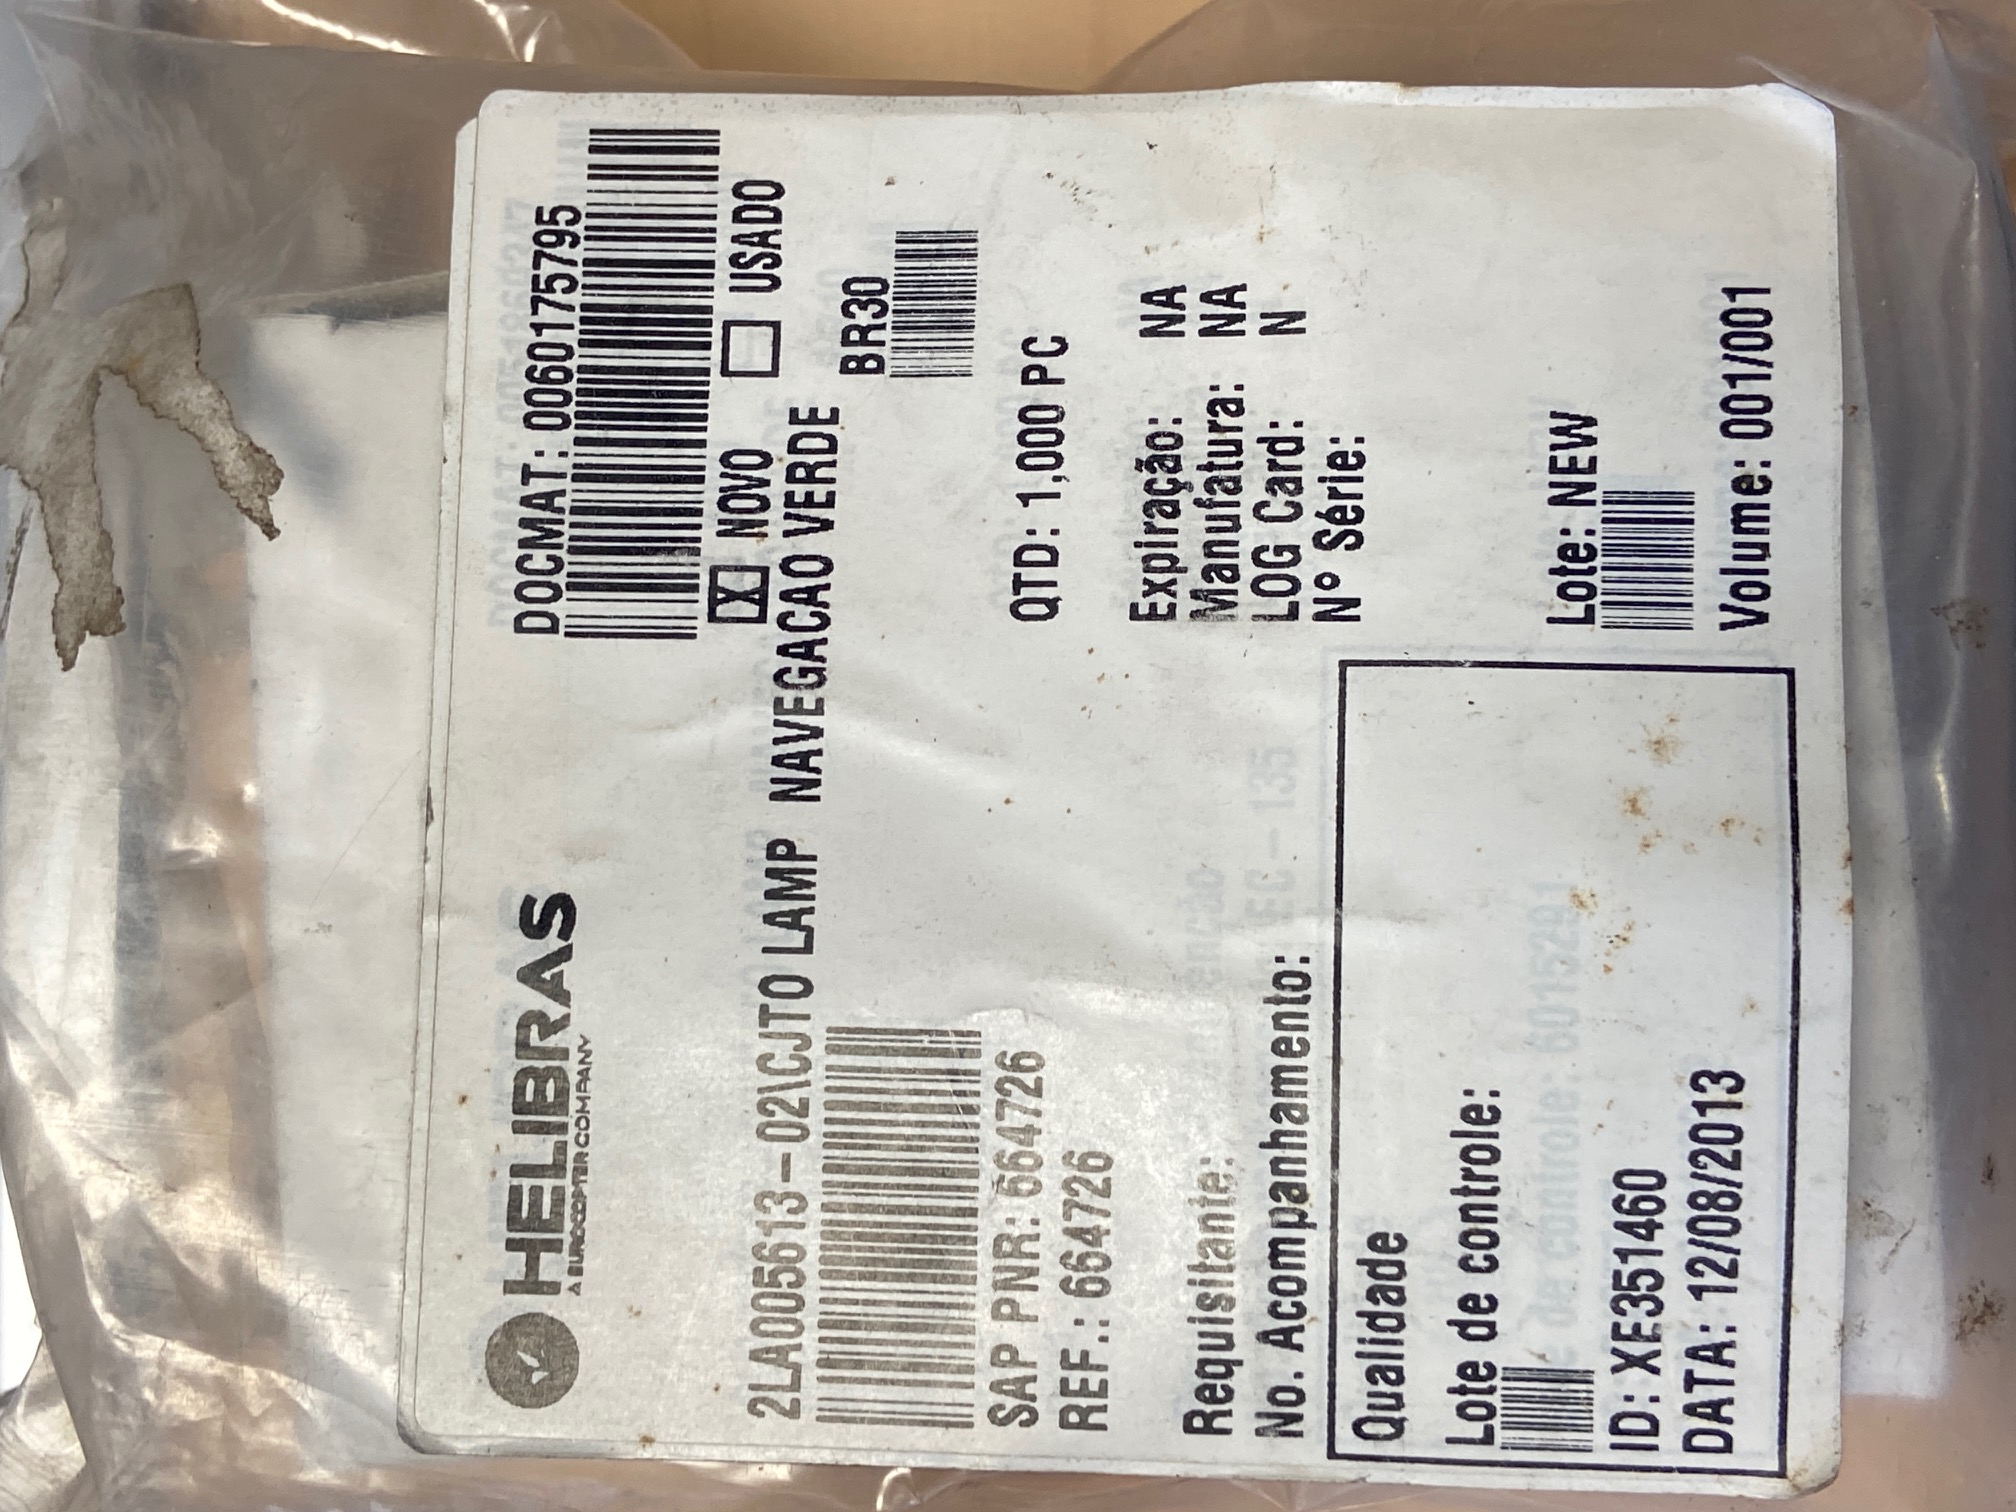 HELIBRAS
A EUROCOPTER COMPANY
DOCMAT: 0060175795
X NOVO USADO
2LA005613-02\CJTO LAMP NAVEGACAO VERDE
BR30
SAP PNR: 664726
REF.: 664726
QTD: 1,000 PC
Requisitante:
No. Acompanhamento:
Expiração: NA
Manufatura: NA
LOG Card: N
Nº Série:
Qualidade
Lote de controle:
ID: XE351460
DATA: 12/08/2013
Lote: NEW
Volume: 001/001